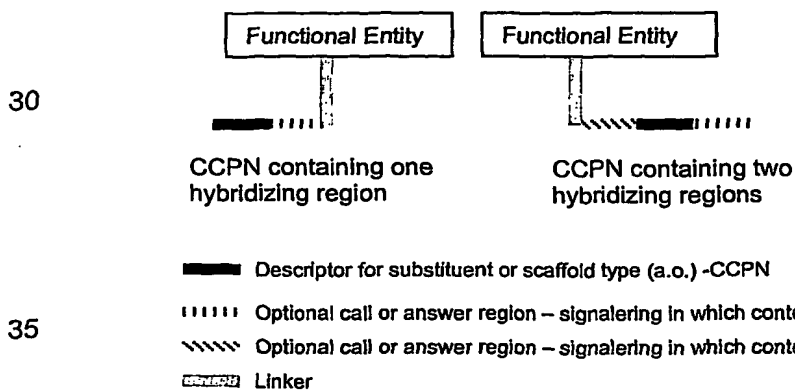 Functional Entity Functional Entity
30
CCPN containing one CCPN containing two
hybridizing region hybridizing regions
Descriptor for substituent or scaffold type (a.o.) -CCPN
Optional call or answer region – signalering in which conte
35
Optional call or answer region – signalering in which conte
Linker